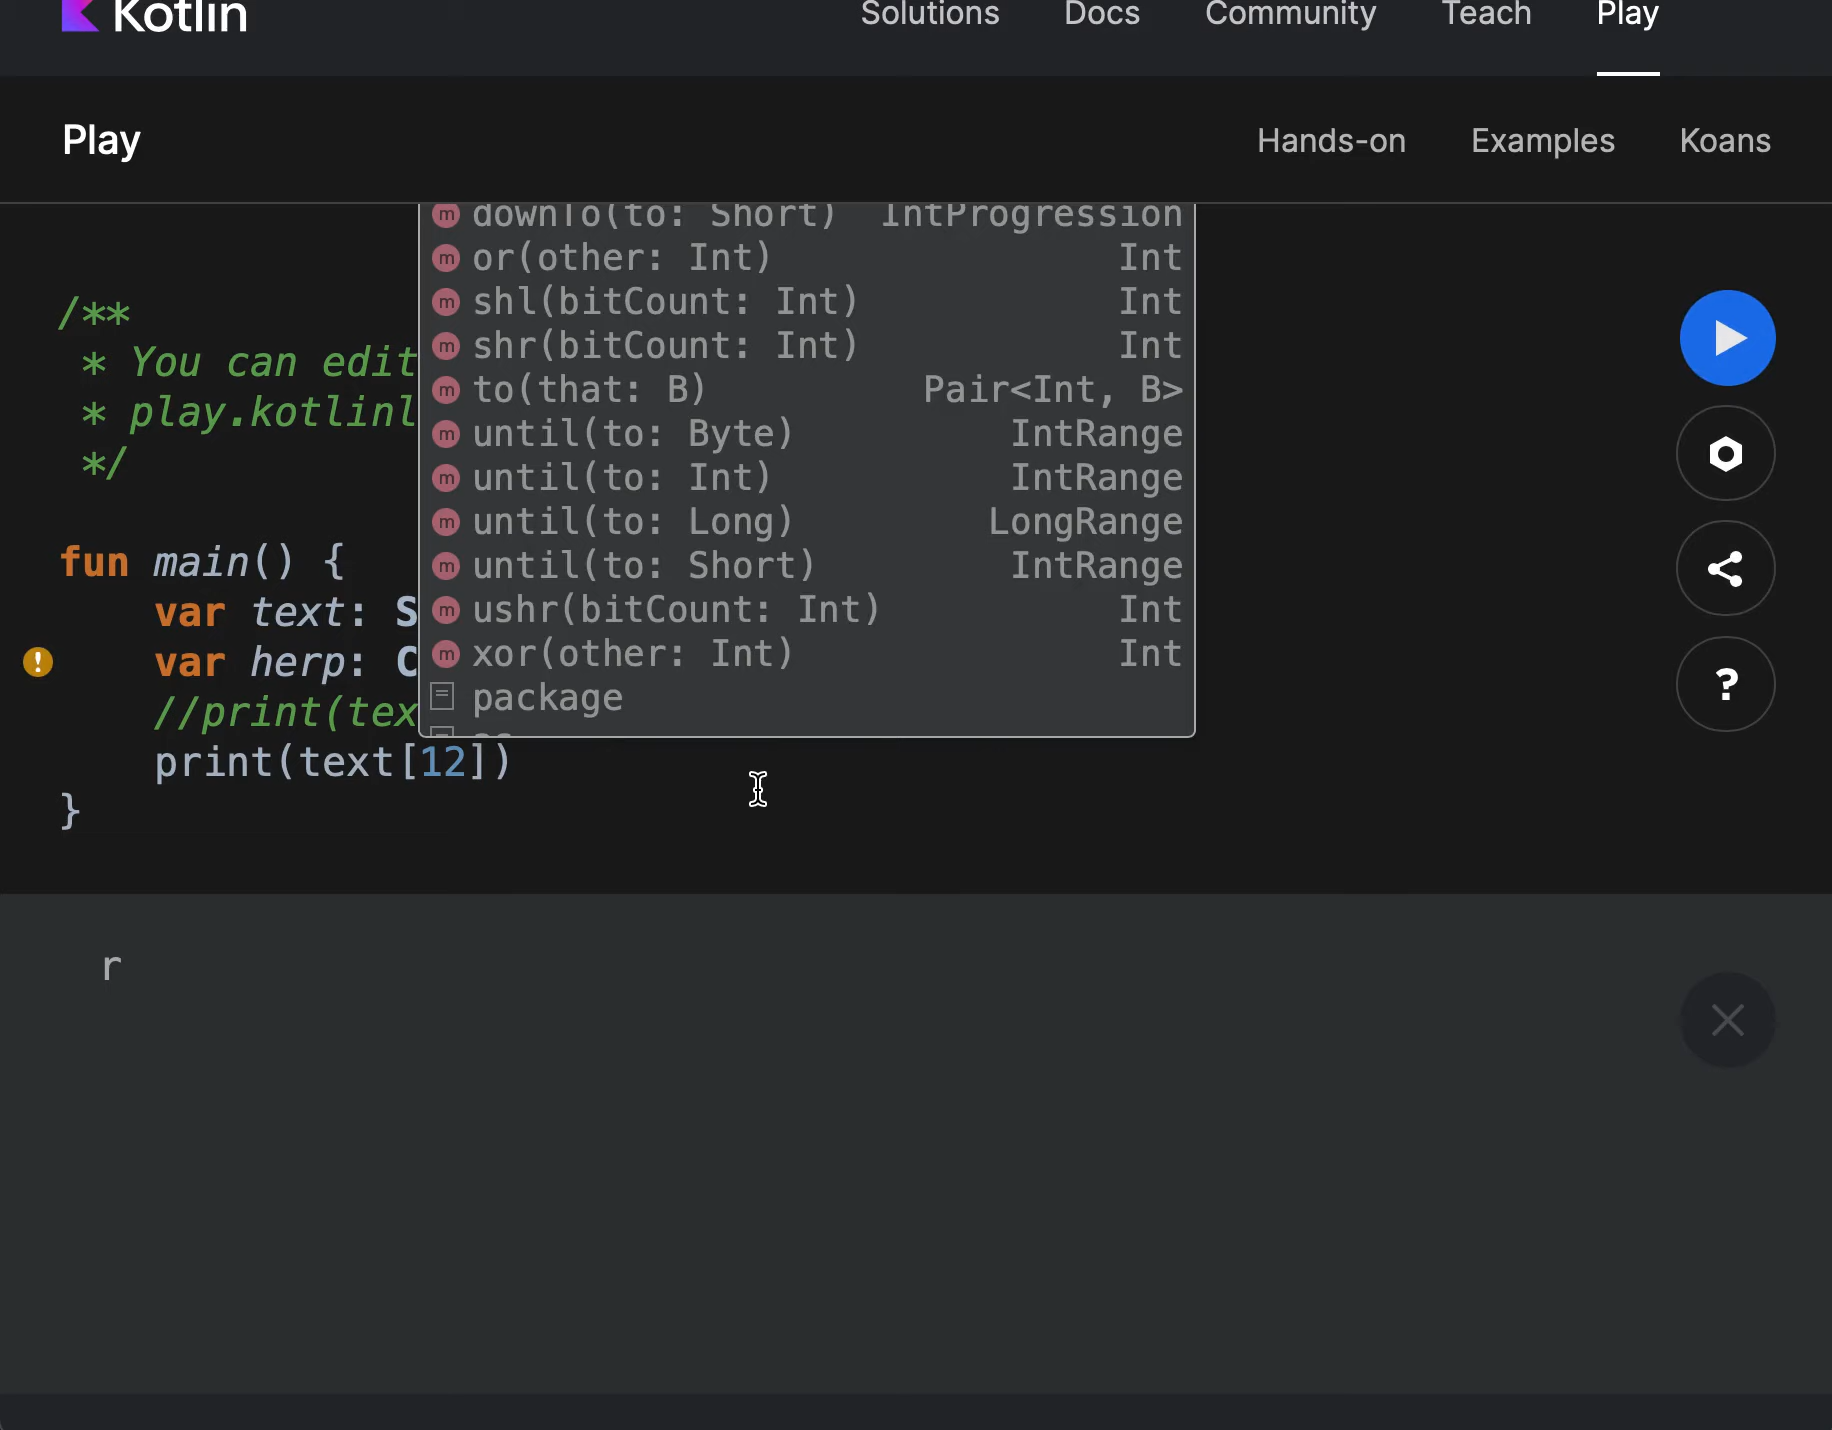 Kotlin
Solutions Docs Community Teach Play
Play
Hands-on Examples Koans
m downTo(to: Short) IntProgression
m or(other: Int) Int
m shl(bitCount: Int) Int
m shr(bitCount: Int) Int
m to(that: B) Pair<Int, B>
m until(to: Byte) IntRange
m until(to: Int) IntRange
m until(to: Long) LongRange
m until(to: Short) IntRange
m ushr(bitCount: Int) Int
m xor(other: Int) Int
package
/**
* You can edit
* play.kotlinl
*/
fun main() {
var text: S
! var herp: C
//print(tex
print(text[12])
}
?
r